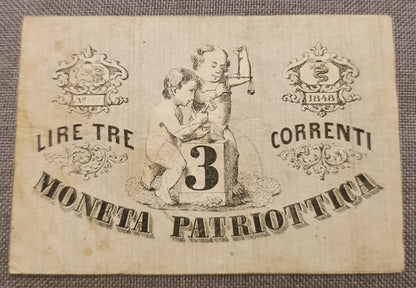 1848
LIRE TRE
3
CORRENTI
MONETA PATRIOTTICA